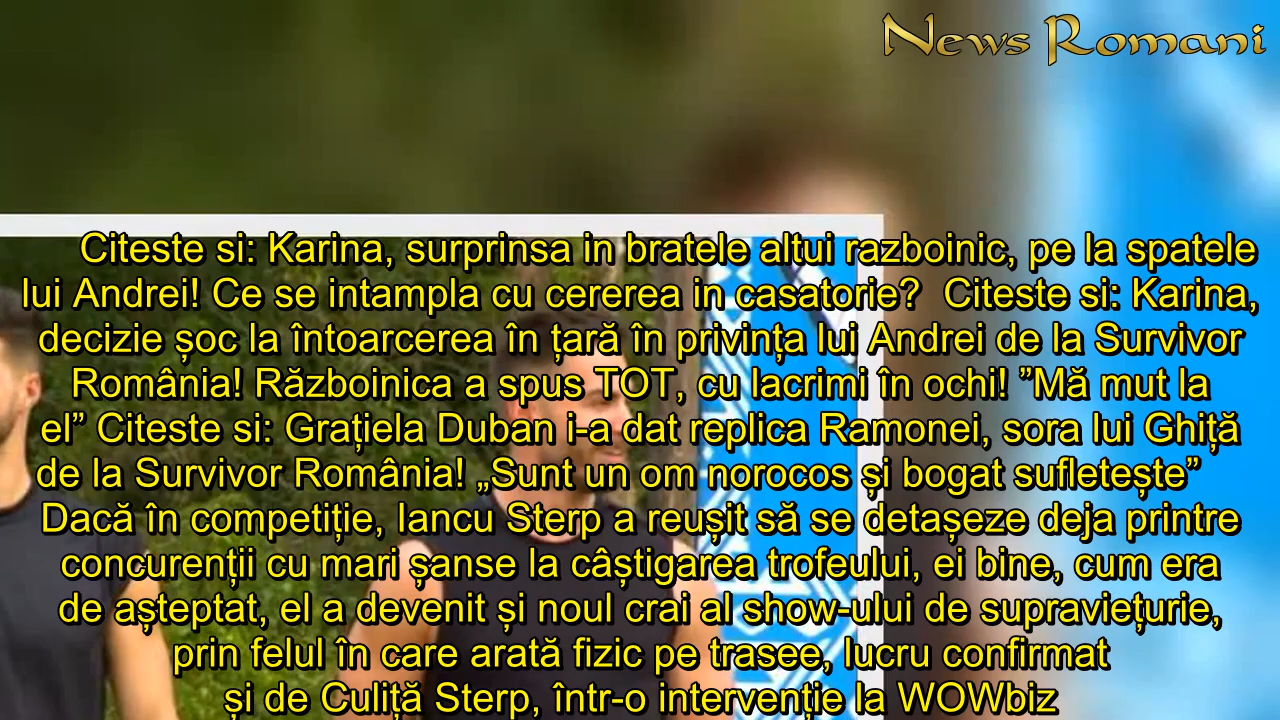 News Romani
Citeste si: Karina, surprinsa in bratele altui razboinic, pe la spatele
lui Andrei! Ce se intampla cu cererea in casatorie?  Citeste si: Karina,
decizie șoc la întoarcerea în țară în privința lui Andrei de la Survivor
România! Războinica a spus TOT, cu lacrimi în ochi! ”Mă mut la
el” Citeste si: Grațiela Duban i-a dat replica Ramonei, sora lui Ghiță
de la Survivor România! „Sunt un om norocos și bogat sufletește”
Dacă în competiție, Iancu Sterp a reușit să se detașeze deja printre
concurenții cu mari șanse la câștigarea trofeului, ei bine, cum era
de așteptat, el a devenit și noul crai al show-ului de supraviețurie,
prin felul în care arată fizic pe trasee, lucru confirmat
și de Culiță Sterp, într-o intervenție la WOWbiz